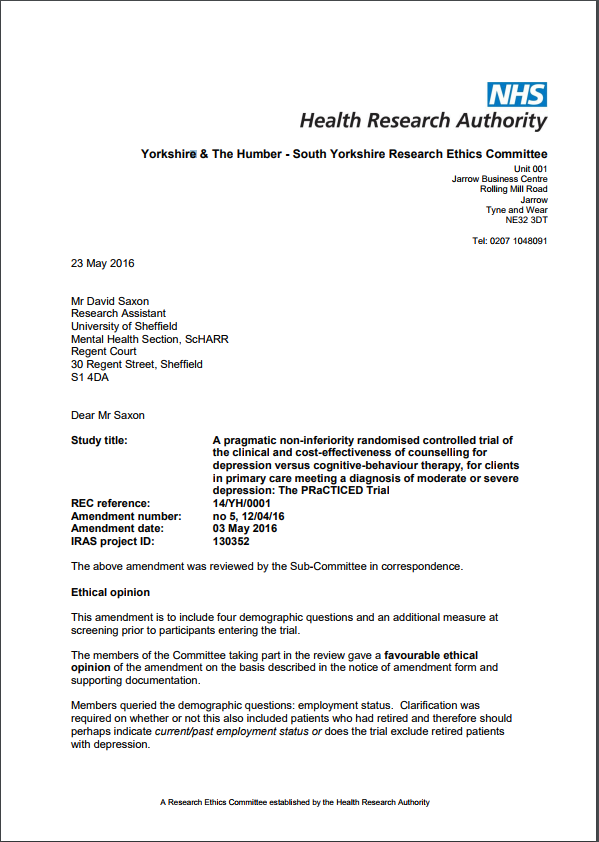 NHS
Health Research Authority
Yorkshire & The Humber - South Yorkshire Research Ethics Committee
Unit 001
Jarrow Business Centre
Rolling Mill Road
Jarrow
Tyne and Wear
NE32 3DT
Tel: 0207 1048091
23 May 2016
Mr David Saxon
Research Assistant
University of Sheffield
Mental Health Section, ScHARR
Regent Court
30 Regent Street, Sheffield
S1 4DA
Dear Mr Saxon
Study title: A pragmatic non-inferiority randomised controlled trial of
the clinical and cost-effectiveness of counselling for
depression versus cognitive-behaviour therapy, for clients
in primary care meeting a diagnosis of moderate or severe
depression: The PRaCTICED Trial
REC reference: 14/YH/0001
Amendment number: no 5, 12/04/16
Amendment date: 03 May 2016
IRAS project ID: 130352
The above amendment was reviewed by the Sub-Committee in correspondence.
Ethical opinion
This amendment is to include four demographic questions and an additional measure at
screening prior to participants entering the trial.
The members of the Committee taking part in the review gave a favourable ethical
opinion of the amendment on the basis described in the notice of amendment form and
supporting documentation.
Members queried the demographic questions: employment status. Clarification was
required on whether or not this also included patients who had retired and therefore should
perhaps indicate current/past employment status or does the trial exclude retired patients
with depression.
A Research Ethics Committee established by the Health Research Authority